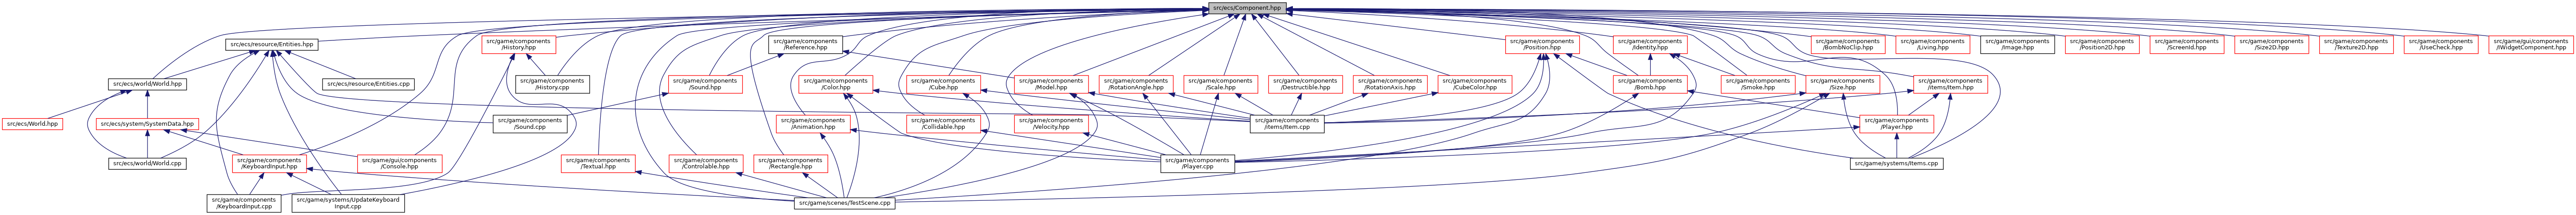 src/ecs/Component.hpp
src/ecs/resource/Entities.hpp
src/game/components
/History.hpp
src/game/components
/Reference.hpp
src/game/components
/Position.hpp
src/game/components
/Identity.hpp
src/game/components
/BombNoClip.hpp
src/game/components
/Living.hpp
src/game/components
/Image.hpp
src/game/components
/Position2D.hpp
src/game/components
/ScreenId.hpp
src/game/components
/Size2D.hpp
src/game/components
/Texture2D.hpp
src/game/components
/UseCheck.hpp
src/game/gui/components
/IWidgetComponent.hpp
src/ecs/world/World.hpp
src/ecs/resource/Entities.cpp
src/game/components
/History.cpp
src/game/components
/Sound.hpp
src/game/components
/Color.hpp
src/game/components
/Cube.hpp
src/game/components
/Model.hpp
src/game/components
/RotationAngle.hpp
src/game/components
/Scale.hpp
src/game/components
/Destructible.hpp
src/game/components
/RotationAxis.hpp
src/game/components
/CubeColor.hpp
src/game/components
/Bomb.hpp
src/game/components
/Smoke.hpp
src/game/components
/Size.hpp
src/game/components
/items/Item.hpp
src/ecs/World.hpp
src/ecs/system/SystemData.hpp
src/game/components
/Sound.cpp
src/game/components
/Animation.hpp
src/game/components
/Collidable.hpp
src/game/components
/Velocity.hpp
src/game/components
/items/Item.cpp
src/game/components
/Player.hpp
src/ecs/world/World.cpp
src/game/components
/KeyboardInput.hpp
src/game/gui/components
/Console.hpp
src/game/components
/Textual.hpp
src/game/components
/Controlable.hpp
src/game/components
/Rectangle.hpp
src/game/components
/Player.cpp
src/game/systems/Items.cpp
src/game/components
/KeyboardInput.cpp
src/game/systems/UpdateKeyboard
Input.cpp
src/game/scenes/TestScene.cpp